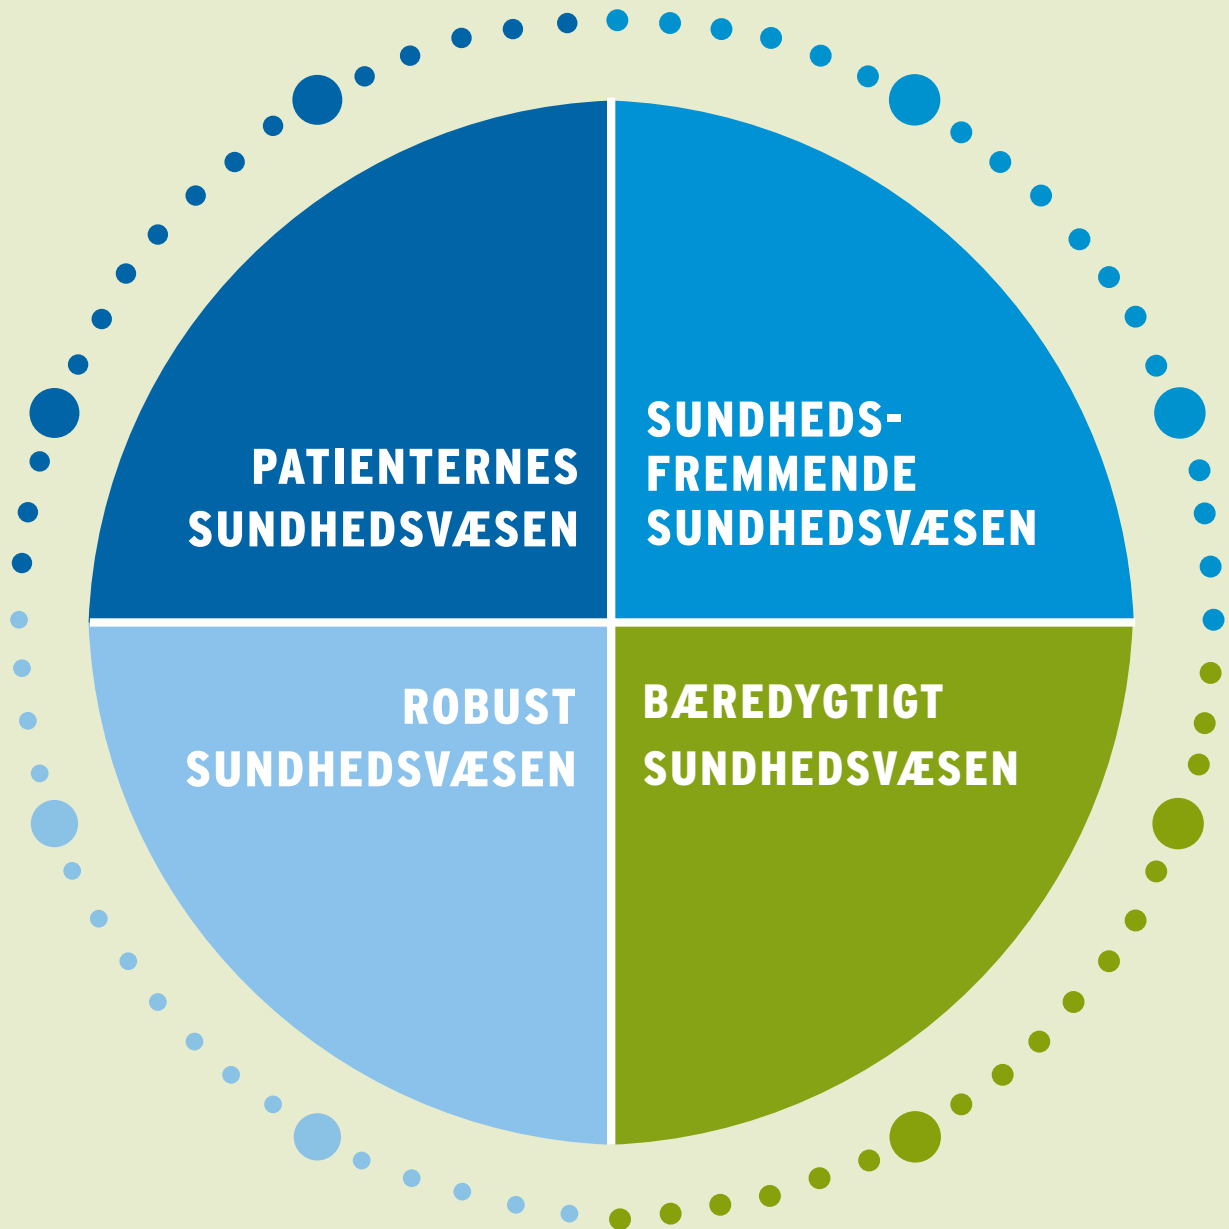 PATIENTERNES
SUNDHEDSVÆSEN
SUNDHEDS-
FREMMENDE
SUNDHEDSVÆSEN
ROBUST
SUNDHEDSVÆSEN
BÆREDYGTIGT
SUNDHEDSVÆSEN